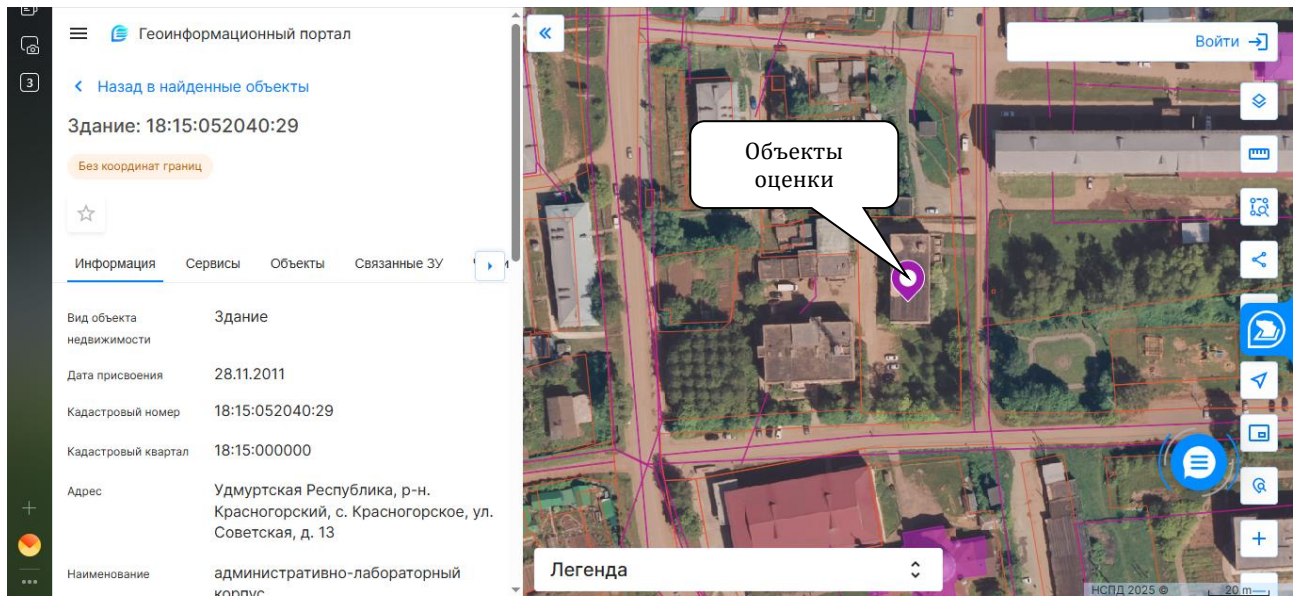 Геоинформационный портал
Назад в найденные объекты
Здание: 18:15:052040:29
Без координат границ
Информация Сервисы Объекты Связанные ЗУ
Вид объекта недвижимости Здание
Дата присвоения 28.11.2011
Кадастровый номер 18:15:052040:29
Кадастровый квартал 18:15:000000
Адрес Удмуртская Республика, р-н.
Красногорский, с. Красногорское, ул.
Советская, д. 13
Наименование административно-лабораторный
корпус
3
Объекты
оценки
Войти
Легенда
НСПД 2025 ©
20 m